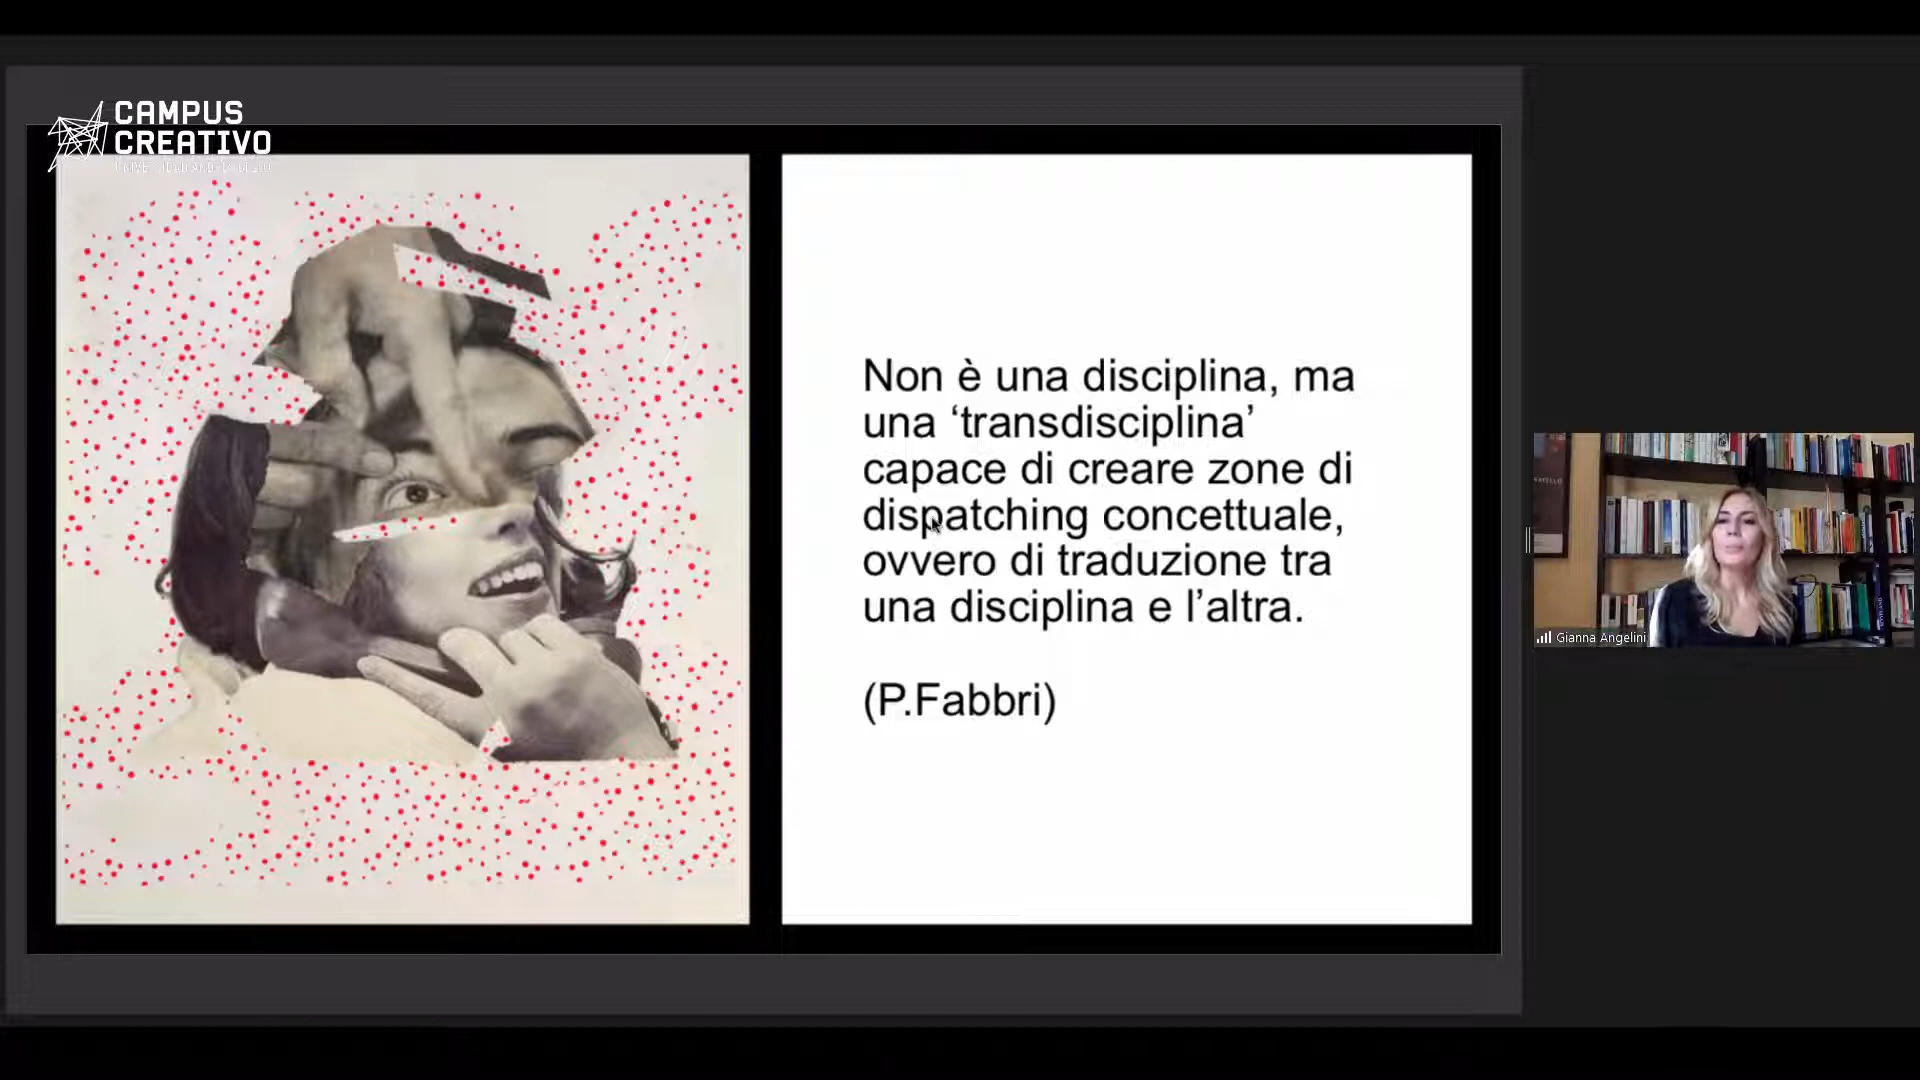 CAMPUS
CREATIVO
Non è una disciplina, ma
una ‘transdisciplina’
capace di creare zone di
dispatching concettuale,
ovvero di traduzione tra
una disciplina e l’altra.
(P.Fabbri)
Gianna Angelini